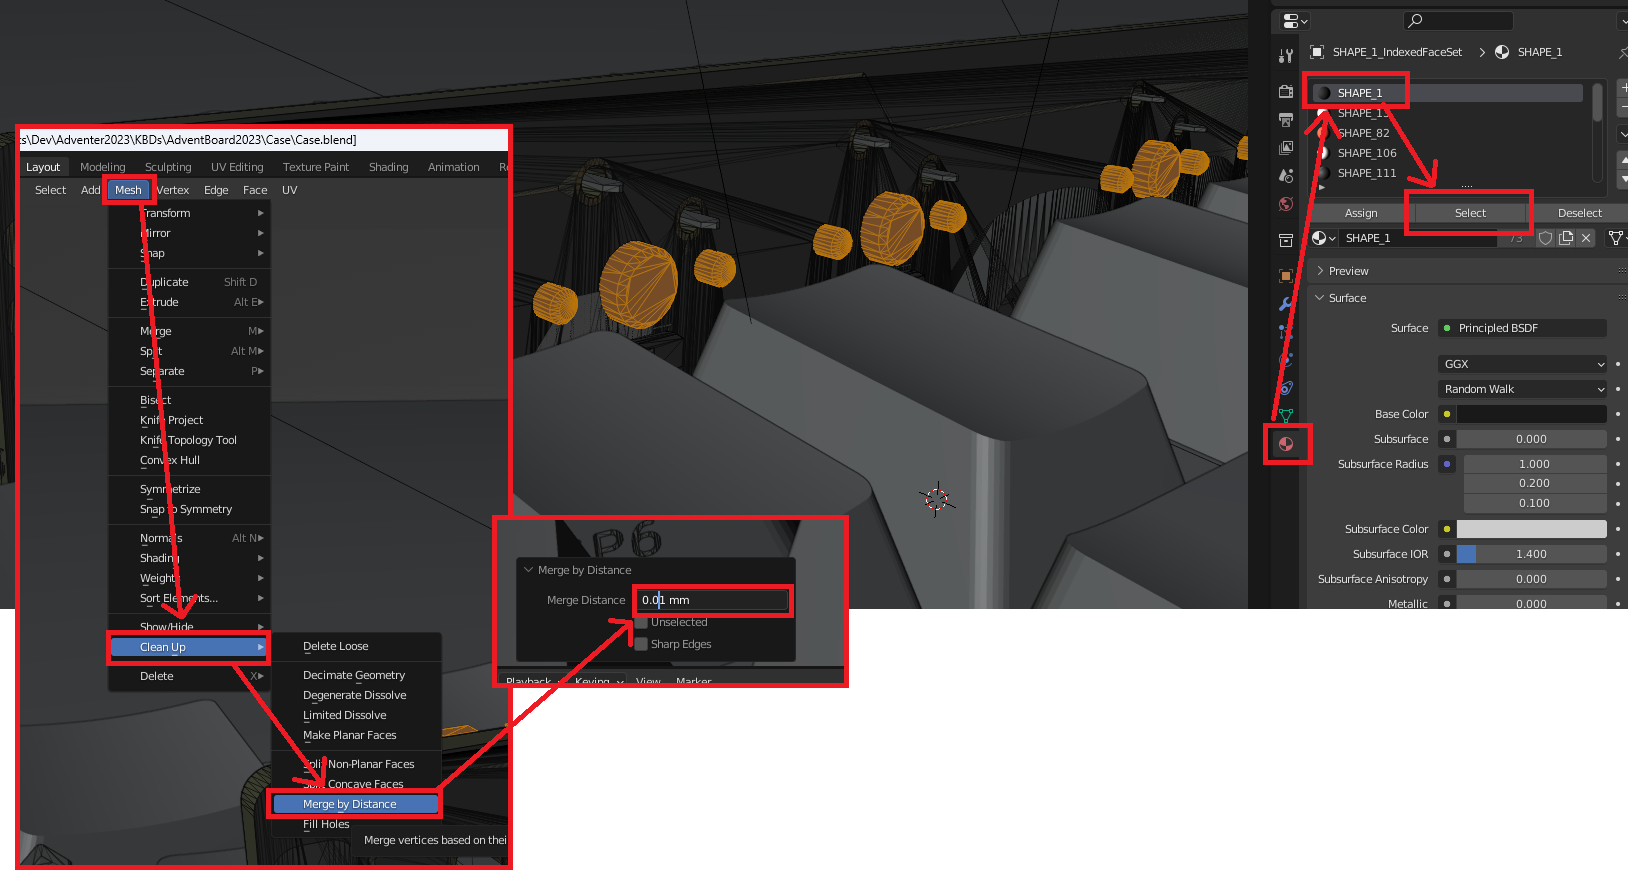 ts\Dev\Adventer2023\KBDs\AdventBoard2023\Case\Case.blend]
Layout Modeling Sculpting UV Editing Texture Paint Shading Animation
Select Add Mesh Vertex Edge Face UV
Transform
Mirror
Snap
Duplicate Shift D
Extrude Alt E
Merge M
Split Alt M
Separate P
Bisect
Knife Project
Knife Topology Tool
Convex Hull
Symmetrize
Snap to Symmetry
Normals Alt N
Shading
Weights
Sort Elements...
Show/Hide
Clean Up
Delete X
Delete Loose
Decimate Geometry
Degenerate Dissolve
Limited Dissolve
Make Planar Faces
Split Non-Planar Faces
Split Concave Faces
Merge by Distance
Fill Holes
Merge vertices based on thei
P6
Merge by Distance
Merge Distance 0.01 mm
Unselected
Sharp Edges
Playback Keying View Marker
SHAPE_1_IndexedFaceSet > SHAPE_1
SHAPE_1
SHAPE_82
SHAPE_106
SHAPE_111
Assign Select Deselect
SHAPE_1 73
Preview
Surface
Surface Principled BSDF
GGX
Random Walk
Base Color
Subsurface 0.000
Subsurface Radius 1.000
0.200
0.100
Subsurface Color
Subsurface IOR 1.400
Subsurface Anisotropy 0.000
Metallic 0.000